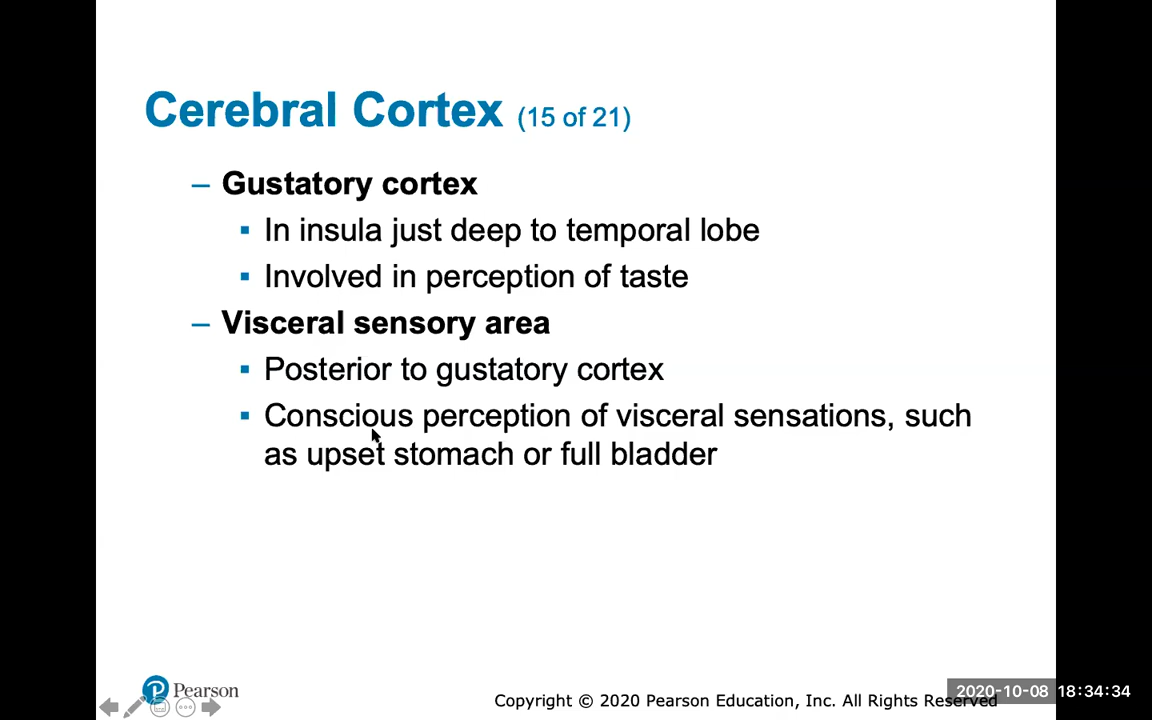 Cerebral Cortex (15 of 21)
– Gustatory cortex
▪ In insula just deep to temporal lobe
▪ Involved in perception of taste
– Visceral sensory area
▪ Posterior to gustatory cortex
▪ Conscious perception of visceral sensations, such
as upset stomach or full bladder
Pearson
Copyright © 2020 Pearson Education, Inc. All Rights Reserved
2020-10-08 18:34:34